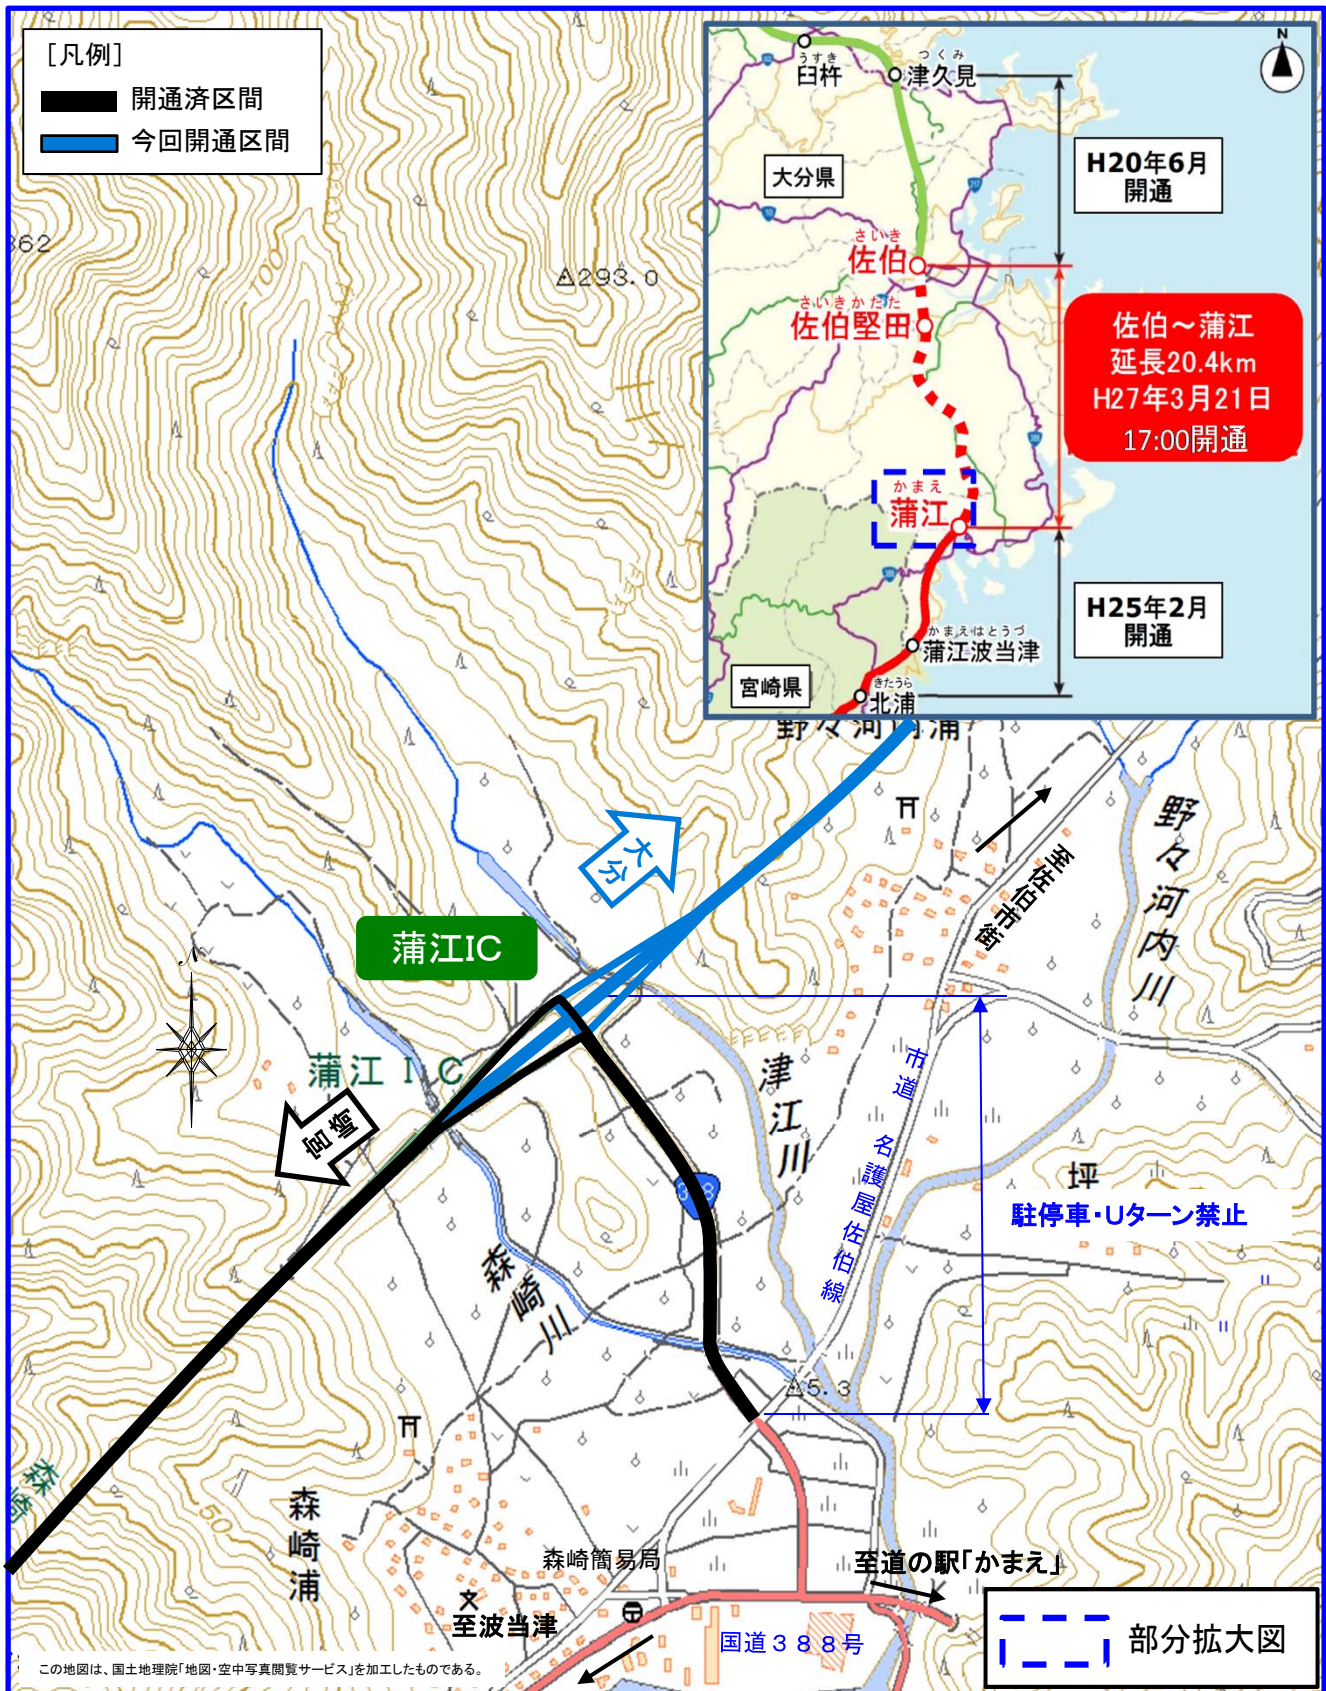 [凡例]
開通済区間
今回開通区間
N
うすき
臼杵
つくみ
津久見
大分県
H20年6月
開通
さいき
佐伯
さいきかたた
佐伯堅田
佐伯～蒲江
延長20.4km
H27年3月21日
17:00開通
かまえ
蒲江
H25年2月
開通
かまえはとうづ
蒲江波当津
宮崎県
きたうら
北浦
362
100
293.0
野々河内浦
大分
至佐伯市街
野々河内川
蒲江IC
N
蒲江IC
宮崎
津江川
市道
名護屋佐伯線
坪
駐停車・Uターン禁止
森崎川
5.3
森崎
50
森崎浦
森崎簡易局
至道の駅「かまえ」
至波当津
国道388号
部分拡大図
この地図は、国土地理院「地図・空中写真閲覧サービス」を加工したものである。